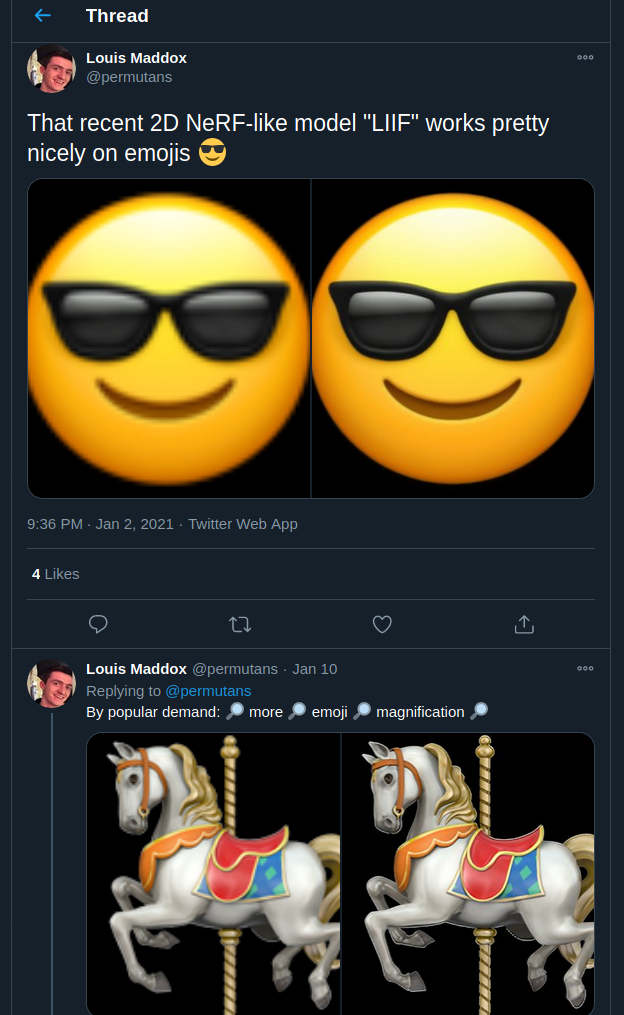 Thread
Louis Maddox
@permutans
That recent 2D NeRF-like model "LIIF" works pretty
nicely on emojis 😎
9:36 PM · Jan 2, 2021 · Twitter Web App
4 Likes
Louis Maddox @permutans · Jan 10
Replying to @permutans
By popular demand: 🔎 more 🔎 emoji 🔎 magnification 🔎